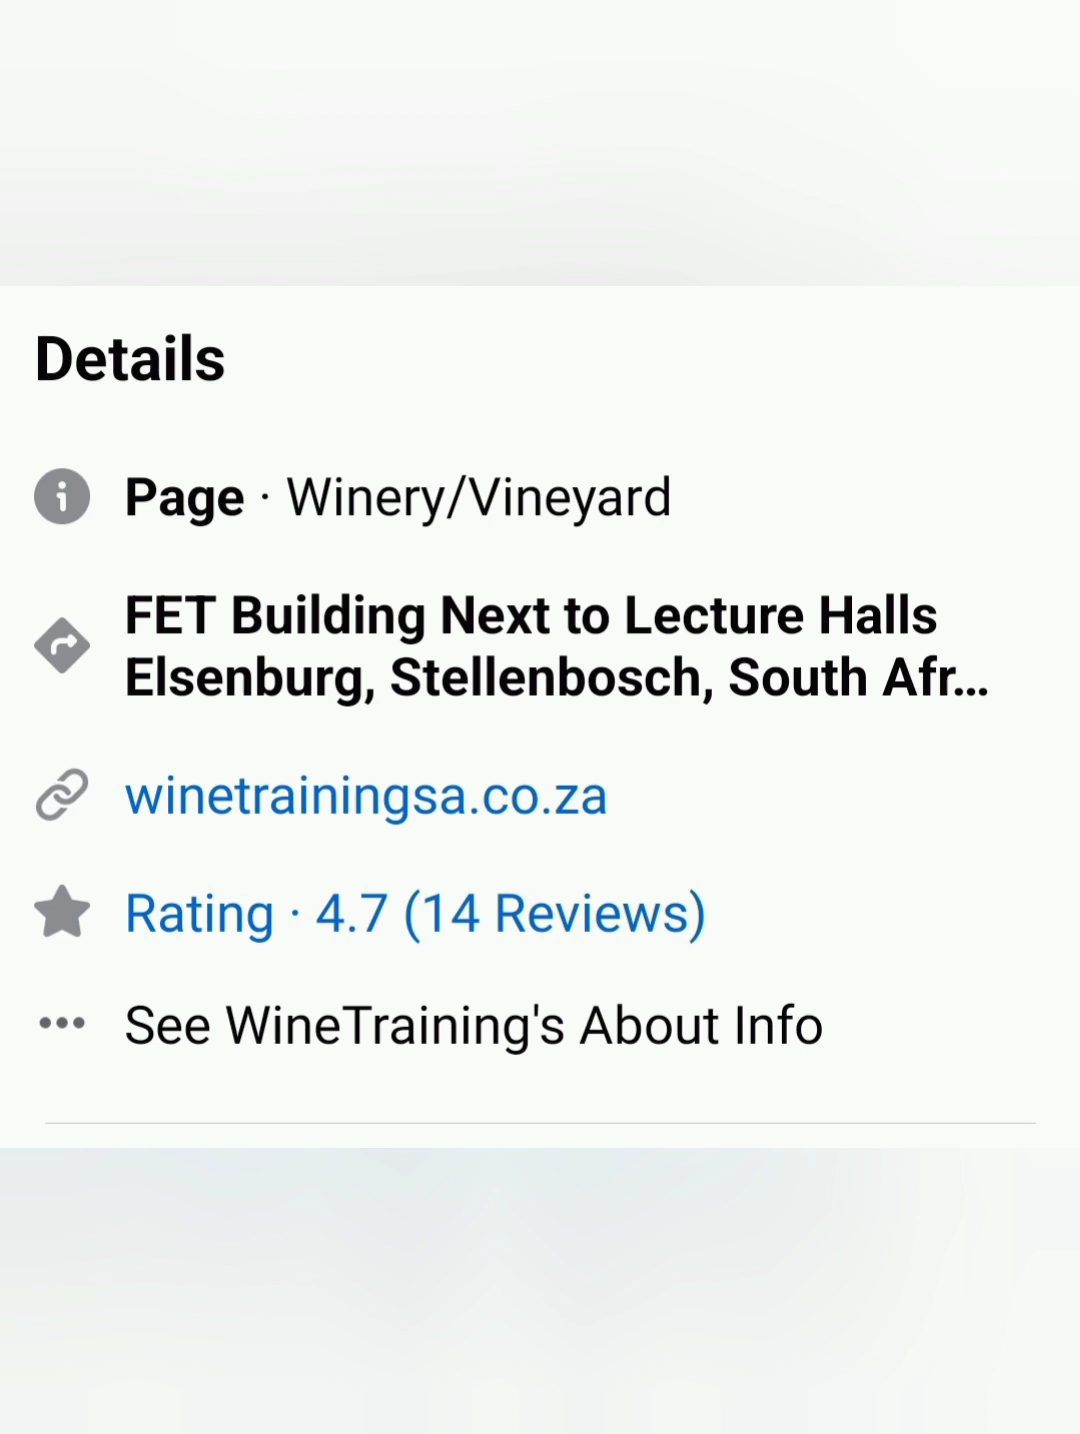 Details
Page · Winery/Vineyard
FET Building Next to Lecture Halls
Elsenburg, Stellenbosch, South Afr...
winetrainingsa.co.za
Rating · 4.7 (14 Reviews)
See WineTraining's About Info